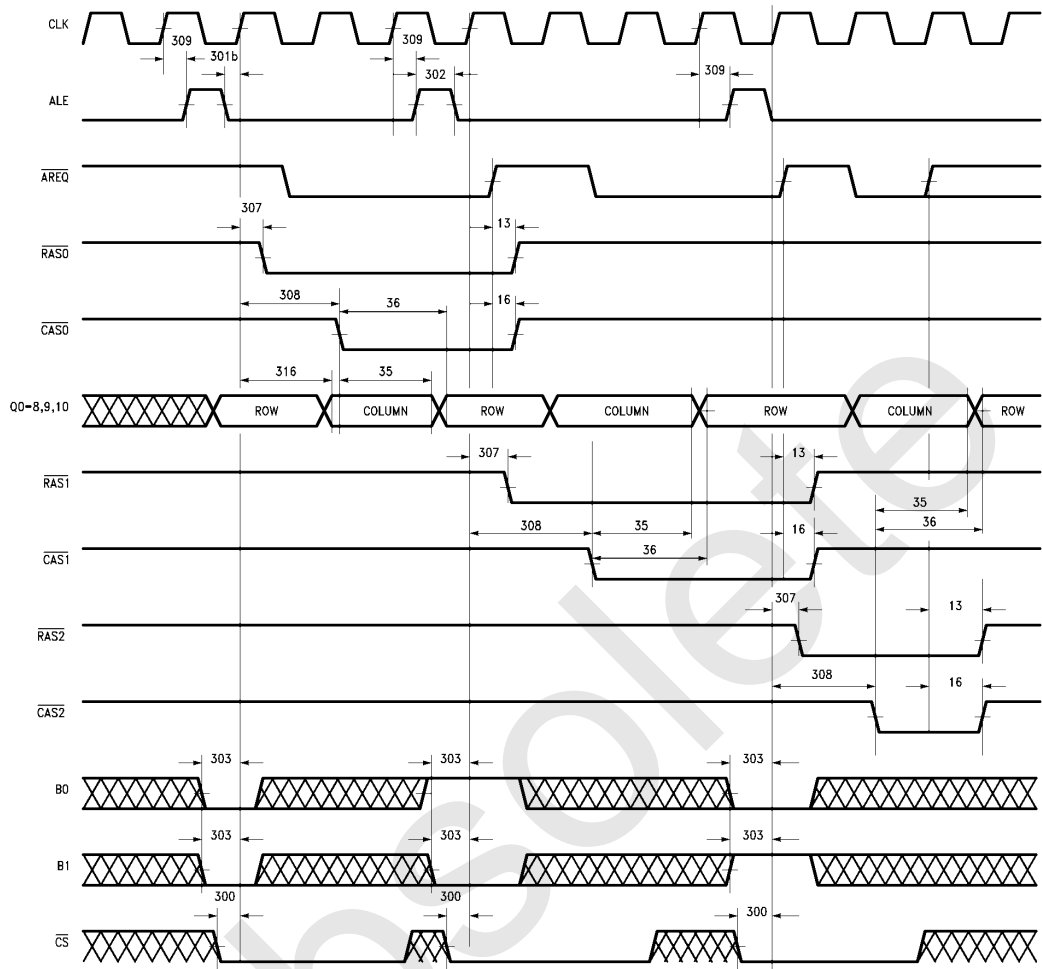 CLK
309
309
301b
302
309
ALE
AREQ
307
13
RAS0
308
36
16
CAS0
316
35
Q0=8,9,10
ROW
COLUMN
ROW
COLUMN
ROW
COLUMN
ROW
307
13
RAS1
35
308
35
16
36
36
CAS1
307
13
RAS2
308
16
CAS2
303
303
303
B0
303
303
303
B1
300
300
300
CS
obsolete